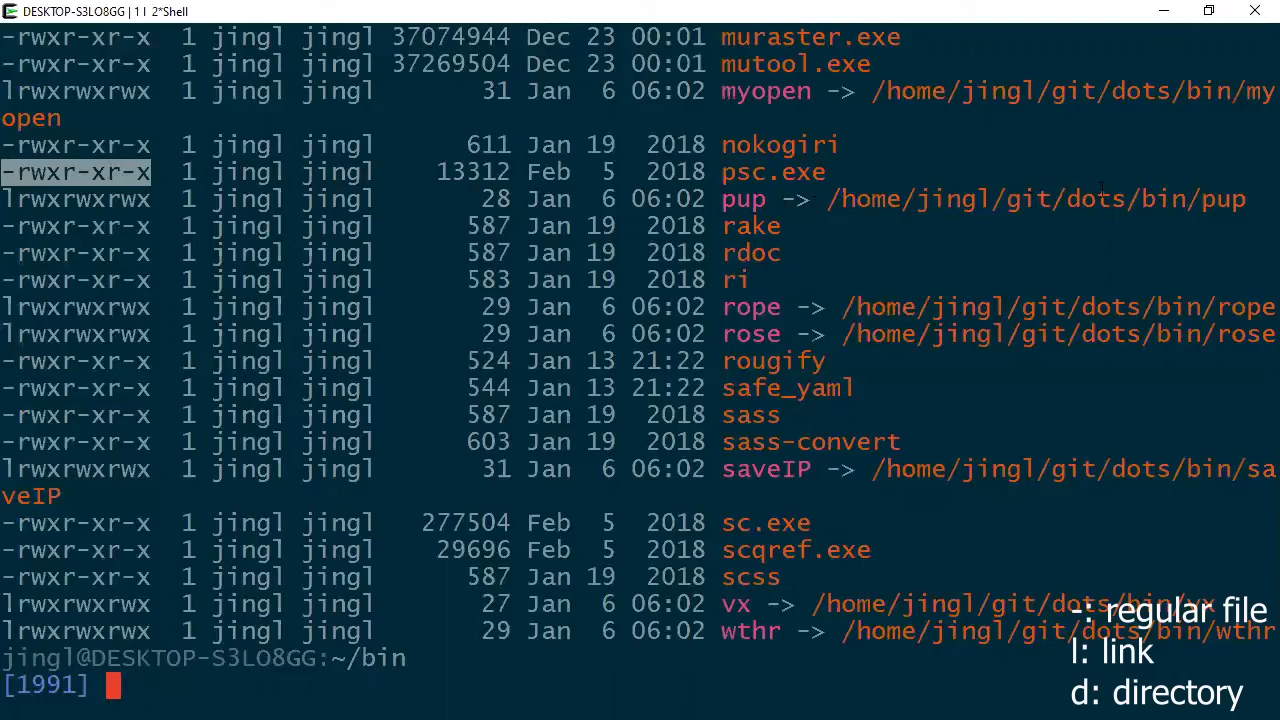 DESKTOP-S3LO8GG | 1 l  2*Shell
-rwxr-xr-x  1 jingl jingl 37074944 Dec 23 00:01 muraster.exe
-rwxr-xr-x  1 jingl jingl 37269504 Dec 23 00:01 mutool.exe
lrwxrwxrwx  1 jingl jingl       31 Jan  6 06:02 myopen -> /home/jingl/git/dots/bin/my
open
-rwxr-xr-x  1 jingl jingl      611 Jan 19  2018 nokogiri
-rwxr-xr-x  1 jingl jingl    13312 Feb  5  2018 psc.exe
lrwxrwxrwx  1 jingl jingl       28 Jan  6 06:02 pup -> /home/jingl/git/dots/bin/pup
-rwxr-xr-x  1 jingl jingl      587 Jan 19  2018 rake
-rwxr-xr-x  1 jingl jingl      587 Jan 19  2018 rdoc
-rwxr-xr-x  1 jingl jingl      583 Jan 19  2018 ri
lrwxrwxrwx  1 jingl jingl       29 Jan  6 06:02 rope -> /home/jingl/git/dots/bin/rope
lrwxrwxrwx  1 jingl jingl       29 Jan  6 06:02 rose -> /home/jingl/git/dots/bin/rose
-rwxr-xr-x  1 jingl jingl      524 Jan 13 21:22 rougify
-rwxr-xr-x  1 jingl jingl      544 Jan 13 21:22 safe_yaml
-rwxr-xr-x  1 jingl jingl      587 Jan 19  2018 sass
-rwxr-xr-x  1 jingl jingl      603 Jan 19  2018 sass-convert
lrwxrwxrwx  1 jingl jingl       31 Jan  6 06:02 saveIP -> /home/jingl/git/dots/bin/sa
veIP
-rwxr-xr-x  1 jingl jingl   277504 Feb  5  2018 sc.exe
-rwxr-xr-x  1 jingl jingl    29696 Feb  5  2018 scqref.exe
-rwxr-xr-x  1 jingl jingl      587 Jan 19  2018 scss
lrwxrwxrwx  1 jingl jingl       27 Jan  6 06:02 vx -> /home/jingl/git/dots/bin/vx
lrwxrwxrwx  1 jingl jingl       29 Jan  6 06:02 wthr -> /home/jingl/git/dots/bin/wthr
jingl@DESKTOP-S3LO8GG:~/bin
[1991]
-: regular file
l: link
d: directory